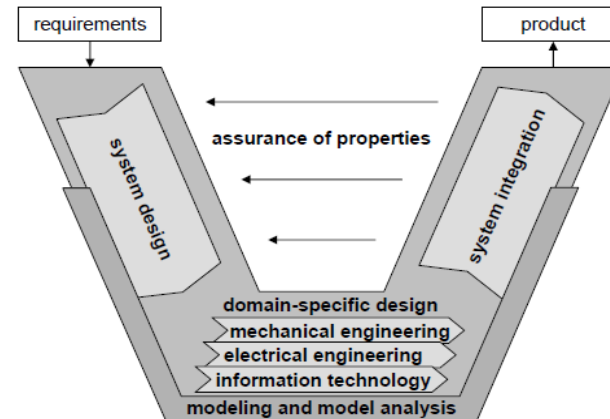 requirements
product
assurance of properties
system design
system integration
domain-specific design
mechanical engineering
electrical engineering
information technology
modeling and model analysis